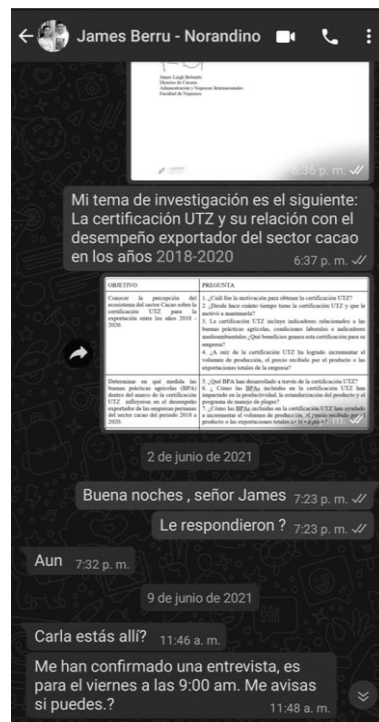 James Berru - Norandino
Director de Carrera
Administración y Negocios Internacionales
Facultad de Negocios
6:36 p. m.
Mi tema de investigación es el siguiente:
La certificación UTZ y su relación con el
desempeño exportador del sector cacao
en los años 2018-2020
6:37 p. m.
OBJETIVO
PREGUNTA
Conocer la percepción del
ecosistema del sector Cacao sobre la
certificación UTZ para la
exportación entre los años 2018 -
2020.
1. ¿Cuál fue la motivación para obtener la certificación UTZ?
2. ¿Desde hace cuánto tiempo tiene la certificación UTZ y que le
motivó a mantenerla?
3. La certificación UTZ incluye indicadores relacionados a las
buenas prácticas agrícolas, condiciones laborales e indicadores
medioambientales ¿Qué beneficios genera esta certificación para su
empresa?
4. ¿A raíz de la certificación UTZ ha logrado incrementar el
volumen de producción, el precio recibido por el producto o las
exportaciones totales de la empresa?
Determinar en qué medida las
buenas prácticas agrícolas (BPA)
dentro del marco de la certificación
UTZ influyeron en el desempeño
exportador de las empresas peruanas
del sector cacao del periodo 2018 a
2020.
5. ¿Qué BPA han desarrollado a través de la certificación UTZ?
6. ¿ Cómo las BPAs incluidas en la certificación UTZ han
impactado en la productividad, la estandarización del producto y el
programa de manejo de plagas?
7. ¿Cómo las BPAs incluidas en la certificación UTZ han ayudado
a incrementar el volumen de producción, el precio recibido por el
producto o las exportaciones totales de la empresa?
2 de junio de 2021
Buena noches , señor James 7:23 p. m.
Le respondieron ? 7:23 p. m.
Aun 7:32 p. m.
9 de junio de 2021
Carla estás allí? 11:46 a. m.
Me han confirmado una entrevista, es
para el viernes a las 9:00 am. Me avisas
si puedes.?
11:48 a. m.